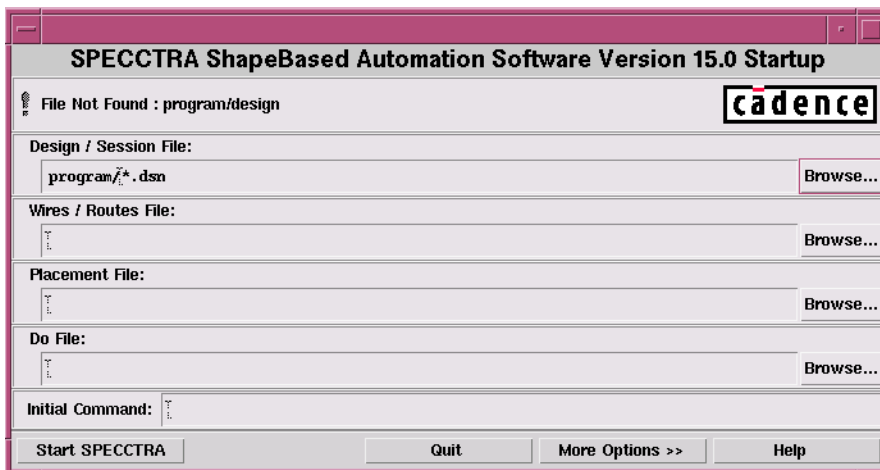 SPECCTRA ShapeBased Automation Software Version 15.0 Startup
File Not Found : program/design
cādence
Design / Session File:
program/*.dsn
Browse...
Wires / Routes File:
Browse...
Placement File:
Browse...
Do File:
Browse...
Initial Command:
Start SPECCTRA
Quit
More Options >>
Help